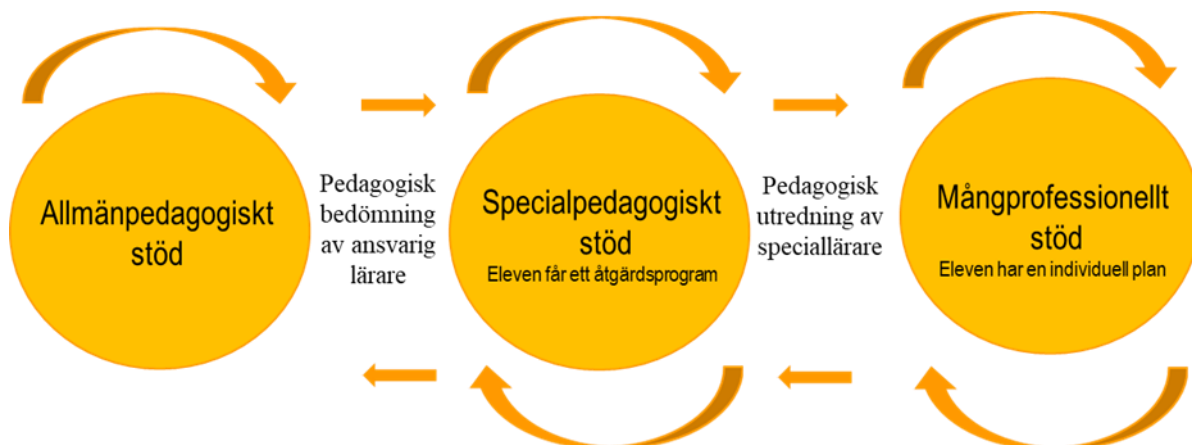 Allmänpedagogiskt
stöd
Pedagogisk
bedömning
av ansvarig
lärare
Specialpedagogiskt
stöd
Eleven får ett åtgärdsprogram
Pedagogisk
utredning av
speciallärare
Mångprofessionellt
stöd
Eleven har en individuell plan